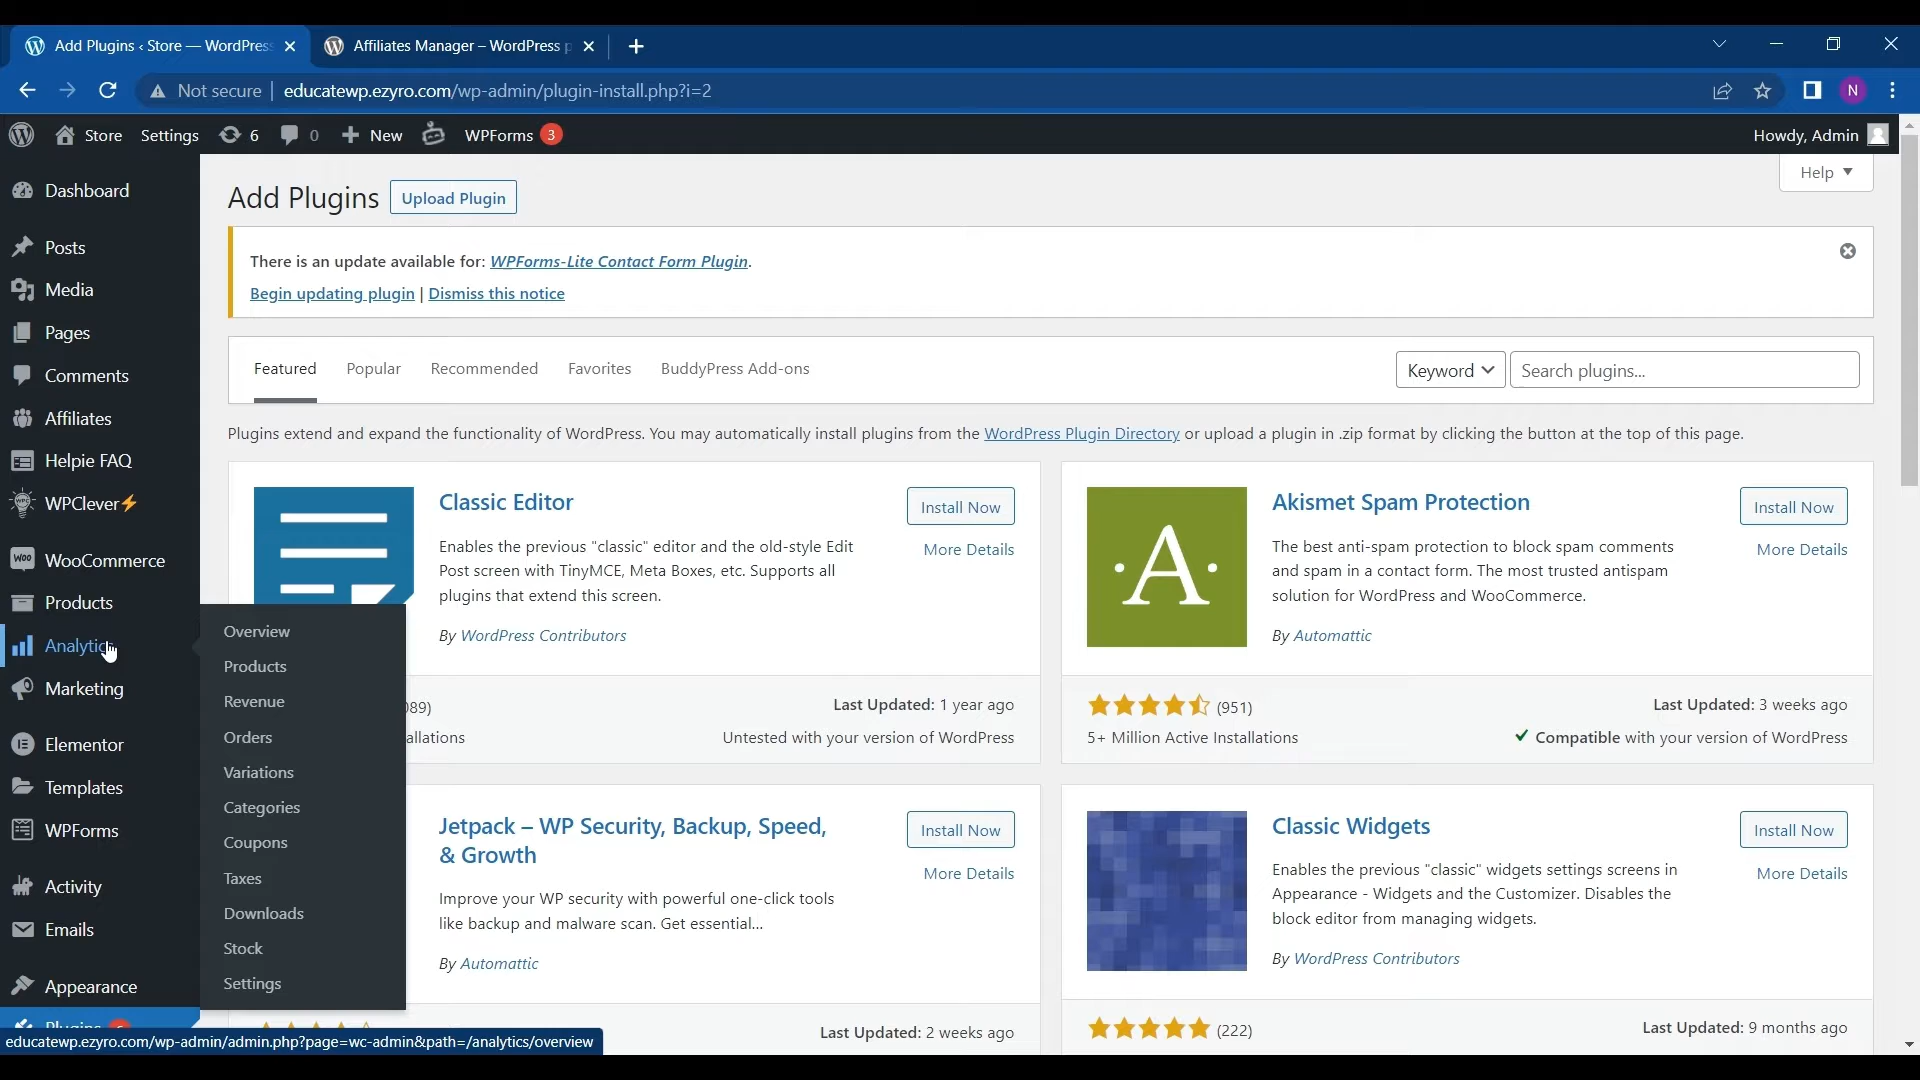 Add Plugins ‹ Store — WordPress
Affiliates Manager – WordPress p
Not secure
educatewp.ezyro.com/wp-admin/plugin-install.php?i=2
N
Store
Settings
6
0
New
WPForms
3
Howdy, Admin
Dashboard
Posts
Media
Pages
Comments
Affiliates
Helpie FAQ
WPClever⚡
WooCommerce
Products
Analytic
Marketing
Elementor
Templates
WPForms
Activity
Emails
Appearance
Plugins
Overview
Products
Revenue
Orders
Variations
Categories
Coupons
Taxes
Downloads
Stock
Settings
Help
Add Plugins
Upload Plugin
There is an update available for: WPForms-Lite Contact Form Plugin.
Begin updating plugin | Dismiss this notice
Featured
Popular
Recommended
Favorites
BuddyPress Add-ons
Keyword
Search plugins...
Plugins extend and expand the functionality of WordPress. You may automatically install plugins from the WordPress Plugin Directory or upload a plugin in .zip format by clicking the button at the top of this page.
Classic Editor
Install Now
More Details
Enables the previous "classic" editor and the old-style Edit
Post screen with TinyMCE, Meta Boxes, etc. Supports all
plugins that extend this screen.
By WordPress Contributors
089)
Last Updated: 1 year ago
allations
Untested with your version of WordPress
A
Akismet Spam Protection
Install Now
More Details
The best anti-spam protection to block spam comments
and spam in a contact form. The most trusted antispam
solution for WordPress and WooCommerce.
By Automattic
(951)
Last Updated: 3 weeks ago
5+ Million Active Installations
Compatible with your version of WordPress
Jetpack – WP Security, Backup, Speed,
& Growth
Install Now
More Details
Improve your WP security with powerful one-click tools
like backup and malware scan. Get essential...
By Automattic
Last Updated: 2 weeks ago
Classic Widgets
Install Now
More Details
Enables the previous "classic" widgets settings screens in
Appearance - Widgets and the Customizer. Disables the
block editor from managing widgets.
By WordPress Contributors
(222)
Last Updated: 9 months ago
educatewp.ezyro.com/wp-admin/admin.php?page=wc-admin&path=/analytics/overview